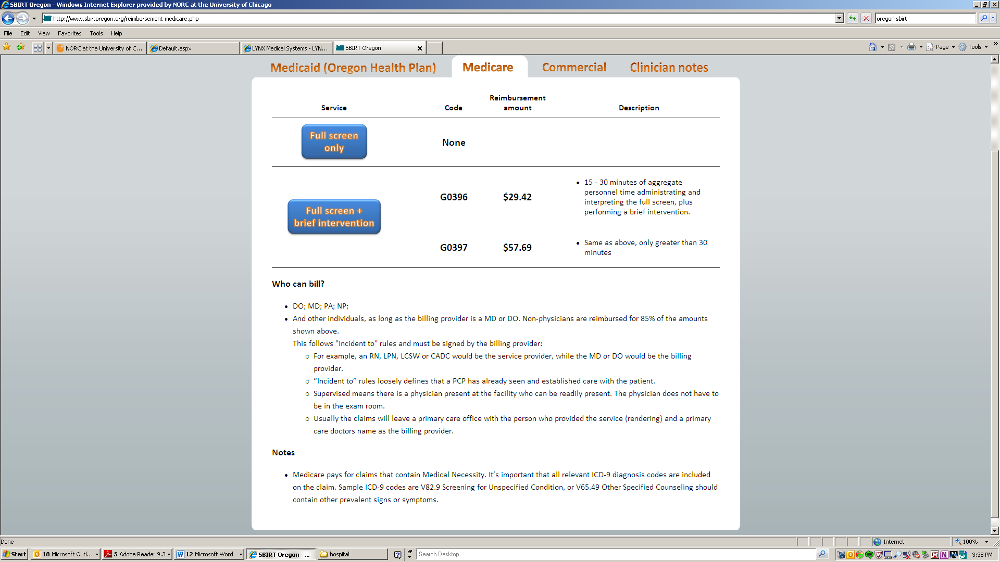 SBIRT Oregon - Windows Internet Explorer provided by NORC at the University of Chicago
http://www.sbirtoregon.org/reimbursement-medicare.php
oregon sbirt
File Edit View Favorites Tools Help
NORC at the University of C... Default.aspx LYNX Medical Systems - LYN... SBIRT Oregon Page Tools
Medicaid (Oregon Health Plan) Medicare Commercial Clinician notes
Reimbursement
Service Code amount Description
Full screen
only
None
15 - 30 minutes of aggregate
personnel time administrating and
interpreting the full screen, plus
performing a brief intervention.
G0396 $29.42
Full screen +
brief intervention
G0397 $57.69
Same as above, only greater than 30
minutes
Who can bill?
DO; MD; PA; NP;
And other individuals, as long as the billing provider is a MD or DO. Non-physicians are reimbursed for 85% of the amounts
shown above.
This follows "Incident to" rules and must be signed by the billing provider:
For example, an RN, LPN, LCSW or CADC would be the service provider, while the MD or DO would be the billing
provider.
“Incident to” rules loosely defines that a PCP has already seen and established care with the patient.
Supervised means there is a physician present at the facility who can be readily present. The physician does not have to
be in the exam room.
Usually the claims will leave a primary care office with the person who provided the service (rendering) and a primary
care doctors name as the billing provider.
Notes
Medicare pays for claims that contain Medical Necessity. It’s important that all relevant ICD-9 diagnosis codes are included
on the claim. Sample ICD-9 codes are V82.9 Screening for Unspecified Condition, or V65.49 Other Specified Counseling should
contain other prevalent signs or symptoms.
Done Internet 100%
Start 18 Microsoft Outl... 5 Adobe Reader 9.3 12 Microsoft Word SBIRT Oregon - ... hospital Search Desktop 3:38 PM